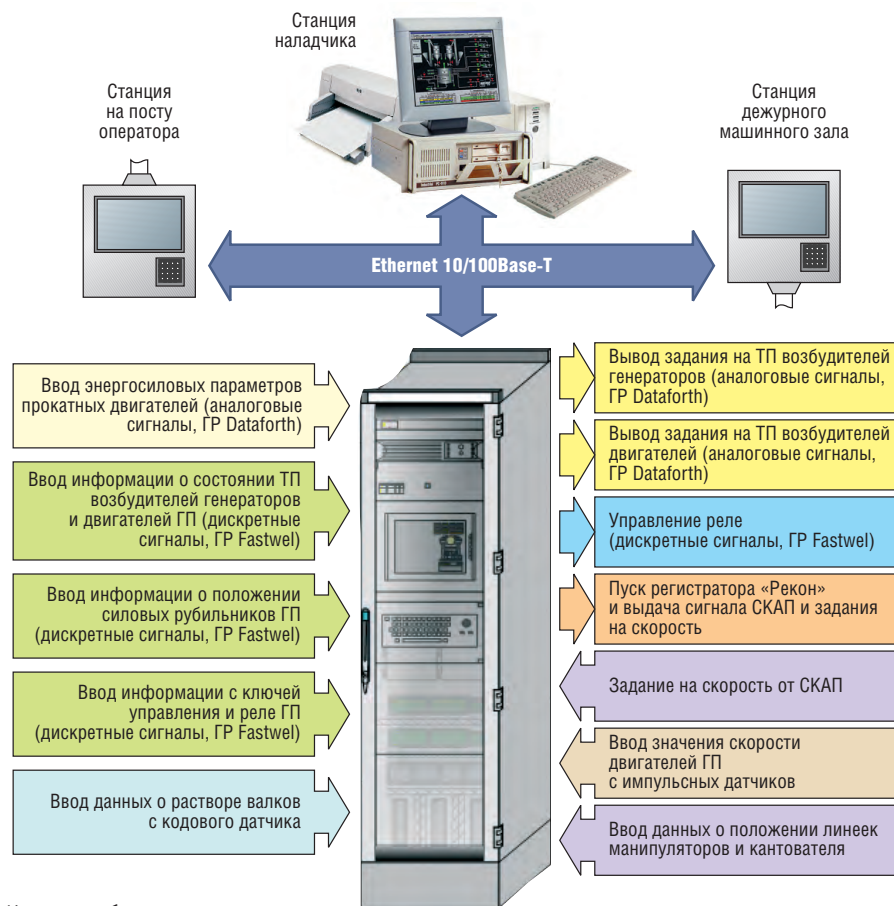 Станция
наладчика
Станция
на посту
оператора
Станция
дежурного
машинного зала
Ethernet 10/100Base-T
Ввод энергосиловых параметров
прокатных двигателей (аналоговые
сигналы, ГР Dataforth)
Ввод информации о состоянии ТП
возбудителей генераторов
и двигателей ГП (дискретные
сигналы, ГР Fastwel)
Ввод информации о положении
силовых рубильников ГП
(дискретные сигналы, ГР Fastwel)
Ввод информации с ключей
управления и реле ГП
(дискретные сигналы, ГР Fastwel)
Ввод данных о растворе валков
с кодового датчика
Вывод задания на ТП возбудителей
генераторов (аналоговые сигналы,
ГР Dataforth)
Вывод задания на ТП возбудителей
двигателей (аналоговые сигналы,
ГР Dataforth)
Управление реле
(дискретные сигналы, ГР Fastwel)
Пуск регистратора «Рекон»
и выдача сигнала СКАП и задания
на скорость
Задание на скорость от СКАП
Ввод значения скорости
двигателей ГП
с импульсных датчиков
Ввод данных о положении линеек
манипуляторов и кантователя